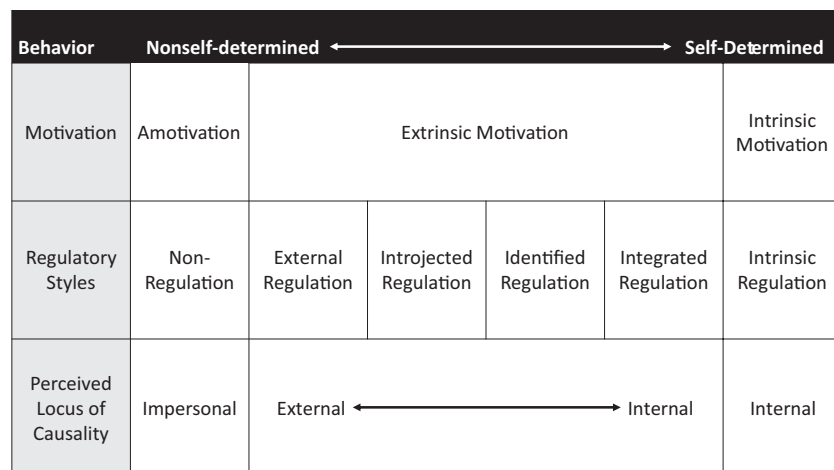 Behavior Nonself-determined Self-Determined
Motivation Amotivation Extrinsic Motivation Intrinsic
Motivation
Regulatory
Styles
Non-
Regulation
External
Regulation
Introjected
Regulation
Identified
Regulation
Integrated
Regulation
Intrinsic
Regulation
Perceived
Locus of
Causality
Impersonal
External
Internal
Internal